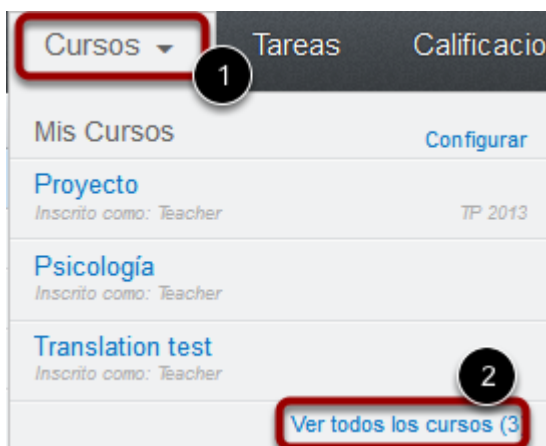 Cursos Tareas Calificacio
1
Mis Cursos Configurar
Proyecto
Inscrito como: Teacher TP 2013
Psicología
Inscrito como: Teacher
Translation test
Inscrito como: Teacher
2
Ver todos los cursos (3